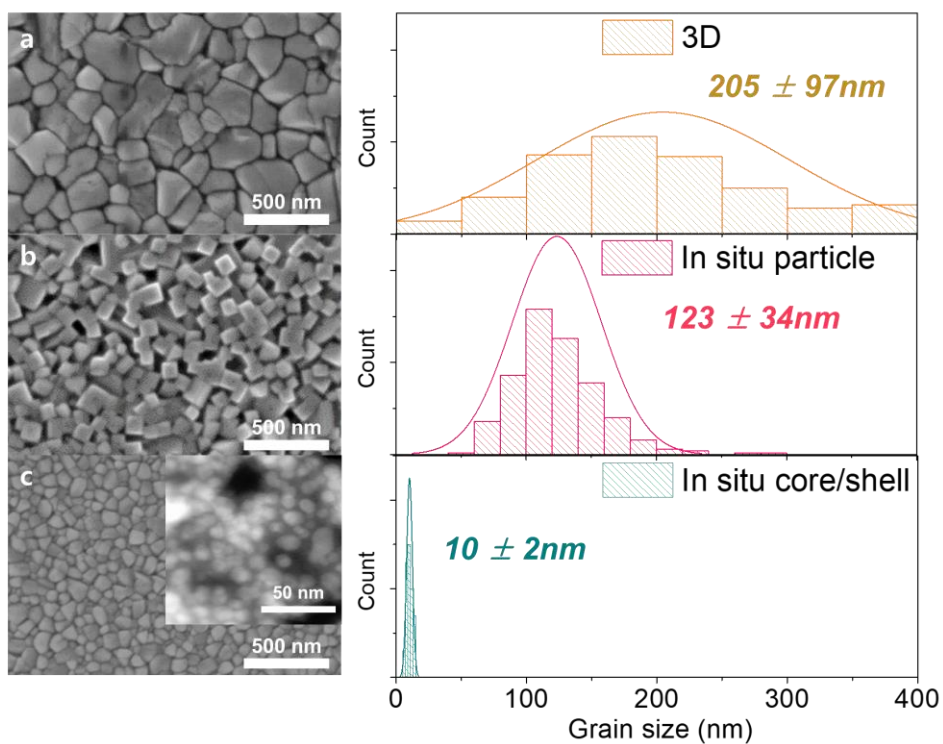 a
500 nm
b
500 nm
c
50 nm
500 nm
3D
205 ± 97nm
Count
In situ particle
123 ± 34nm
Count
In situ core/shell
10 ± 2nm
Count
0 100 200 300 400
Grain size (nm)